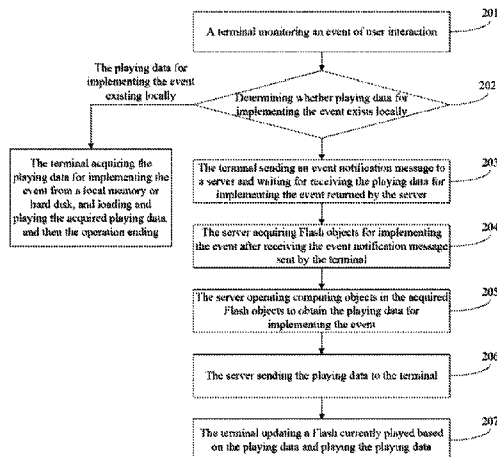 201
A terminal monitoring an event of user interaction
The playing data for
implementing the event
existing locally
202
Determining whether playing data for
implementing the event exists locally
203
The terminal sending an event notification message to
a server and waiting for receiving the playing data for
implementing the event returned by the server
The terminal acquiring the
playing data for implementing
the event from a local memory or
hard disk, and loading and
playing the acquired playing data,
and then the operation ending
204
The server acquiring Flash objects for implementing
the event after receiving the event notification message
sent by the terminal
205
The server operating computing objects in the acquired
Flash objects to obtain the playing data for
implementing the event
206
The server sending the playing data to the terminal
207
The terminal updating a Flash currently played based
on the playing data and playing the playing data